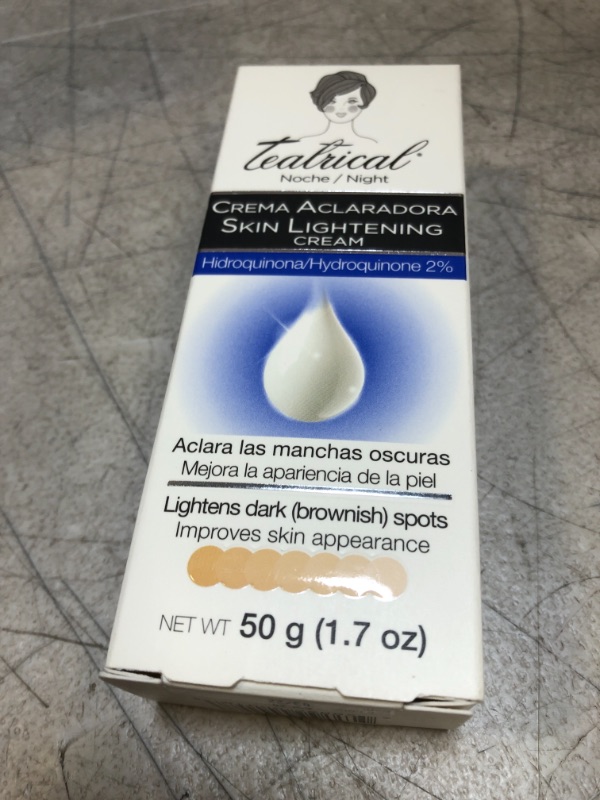 Teatrical®
Noche / Night
CREMA ACLARADORA
SKIN LIGHTENING
CREAM
Hidroquinona/Hydroquinone 2%
Aclara las manchas oscuras
Mejora la apariencia de la piel
Lightens dark (brownish) spots
Improves skin appearance
NET WT 50 g (1.7 oz)